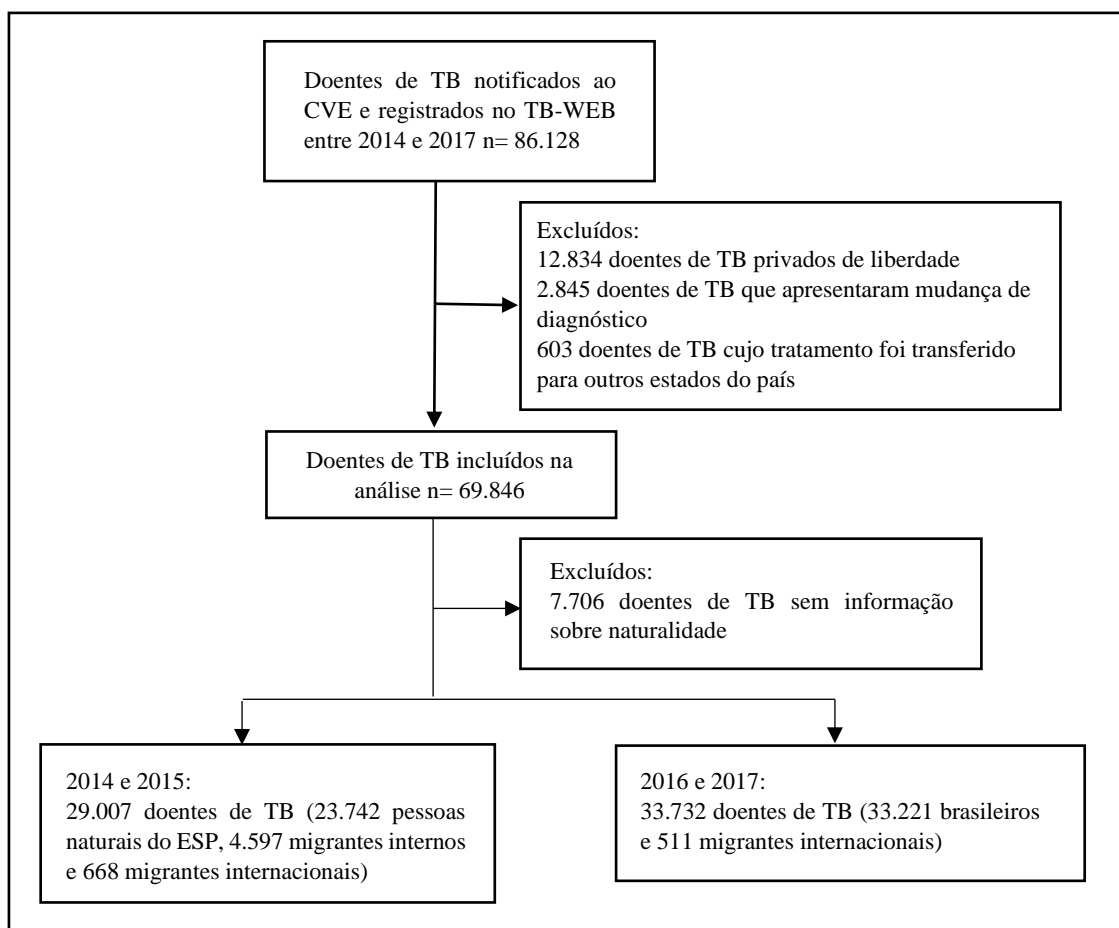 Doentes de TB notificados ao
CVE e registrados no TB-WEB
entre 2014 e 2017 n= 86.128
Excluídos:
12.834 doentes de TB privados de liberdade
2.845 doentes de TB que apresentaram mudança de
diagnóstico
603 doentes de TB cujo tratamento foi transferido
para outros estados do país
Doentes de TB incluídos na
análise n= 69.846
Excluídos:
7.706 doentes de TB sem informação
sobre naturalidade
2014 e 2015:
29.007 doentes de TB (23.742 pessoas
naturais do ESP, 4.597 migrantes internos
e 668 migrantes internacionais)
2016 e 2017:
33.732 doentes de TB (33.221 brasileiros
e 511 migrantes internacionais)